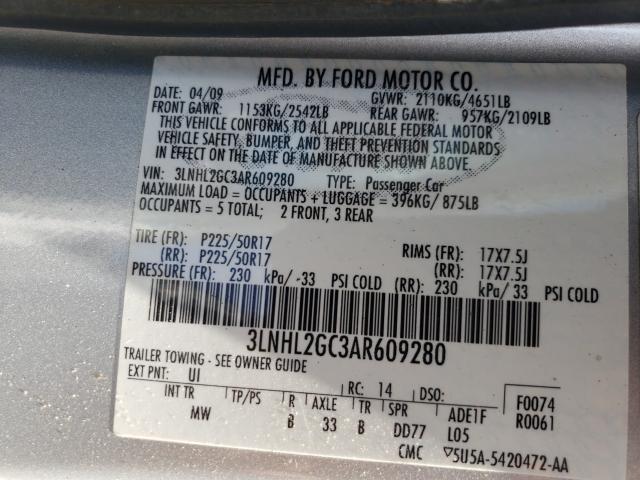 MFD. BY FORD MOTOR CO.
DATE: 04/09 GVWR: 2110KG/4651LB
FRONT GAWR: 1153KG/2542LB REAR GAWR: 957KG/2109LB
THIS VEHICLE CONFORMS TO ALL APPLICABLE FEDERAL MOTOR
VEHICLE SAFETY, BUMPER, AND THEFT PREVENTION STANDARDS
IN EFFECT ON THE DATE OF MANUFACTURE SHOWN ABOVE.
VIN: 3LNHL2GC3AR609280 TYPE: Passenger Car
MAXIMUM LOAD = OCCUPANTS + LUGGAGE = 396KG/ 875LB
OCCUPANTS = 5 TOTAL; 2 FRONT, 3 REAR
TIRE (FR): P225/50R17 RIMS (FR): 17X7.5J
(RR): P225/50R17 (RR): 17X7.5J
PRESSURE (FR): 230 kPa/ -33 PSI COLD (RR): 230 kPa/ 33 PSI COLD
3LNHL2GC3AR609280
TRAILER TOWING - SEE OWNER GUIDE
EXT PNT: UI RC: 14 DSO: F0074
INT TR TP/PS R AXLE TR SPR ADE1F R0061
MW B 33 B DD77 L05
CMC ▽5U5A-5420472-AA